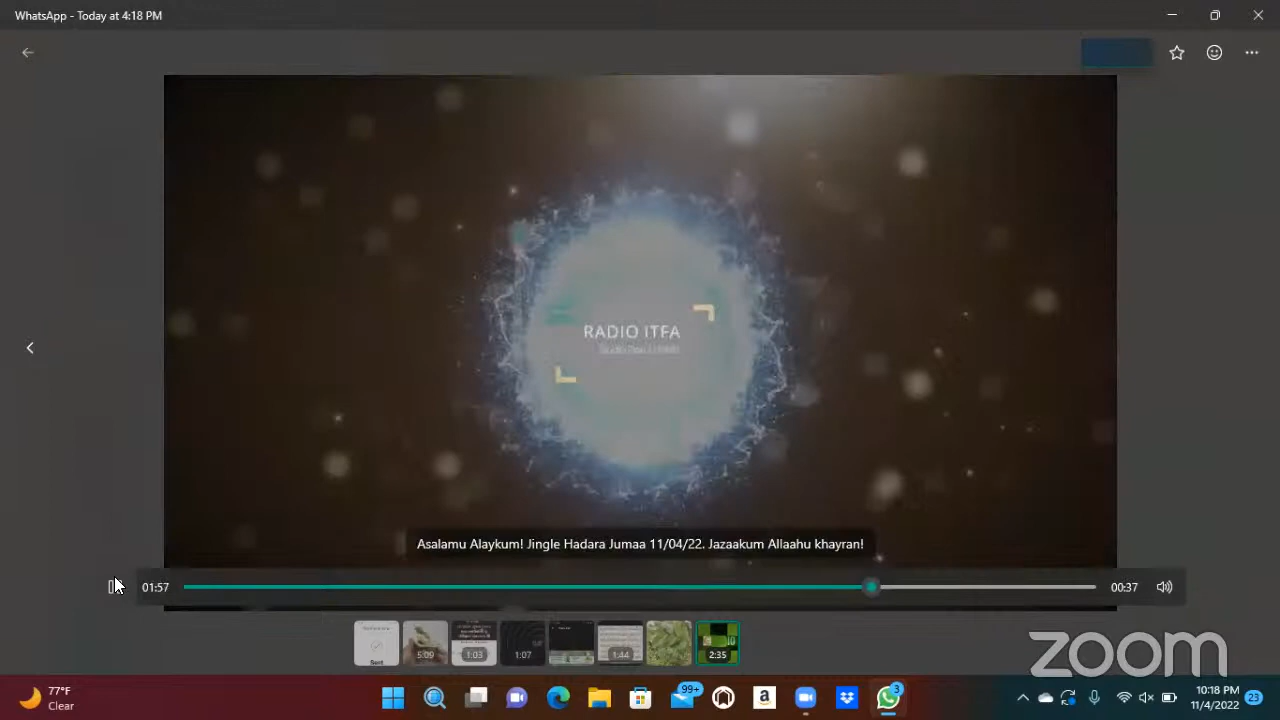 WhatsApp - Today at 4:18 PM
RADIO ITFA
Asalamu Alaykum! Jingle Hadara Jumaa 11/04/22. Jazaakum Allaahu khayran!
01:57
00:37
Sent
5:09
1:03
1:07
1:44
2:35
zoom
77°F
Clear
99+
a
3
10:18 PM
11/4/2022
23